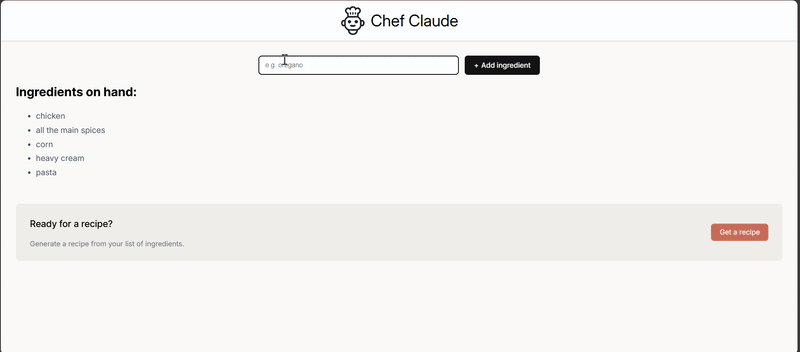 Chef Claude
e.g. oregano
+ Add ingredient
Ingredients on hand:
chicken
all the main spices
corn
heavy cream
pasta
Ready for a recipe?
Generate a recipe from your list of ingredients.
Get a recipe